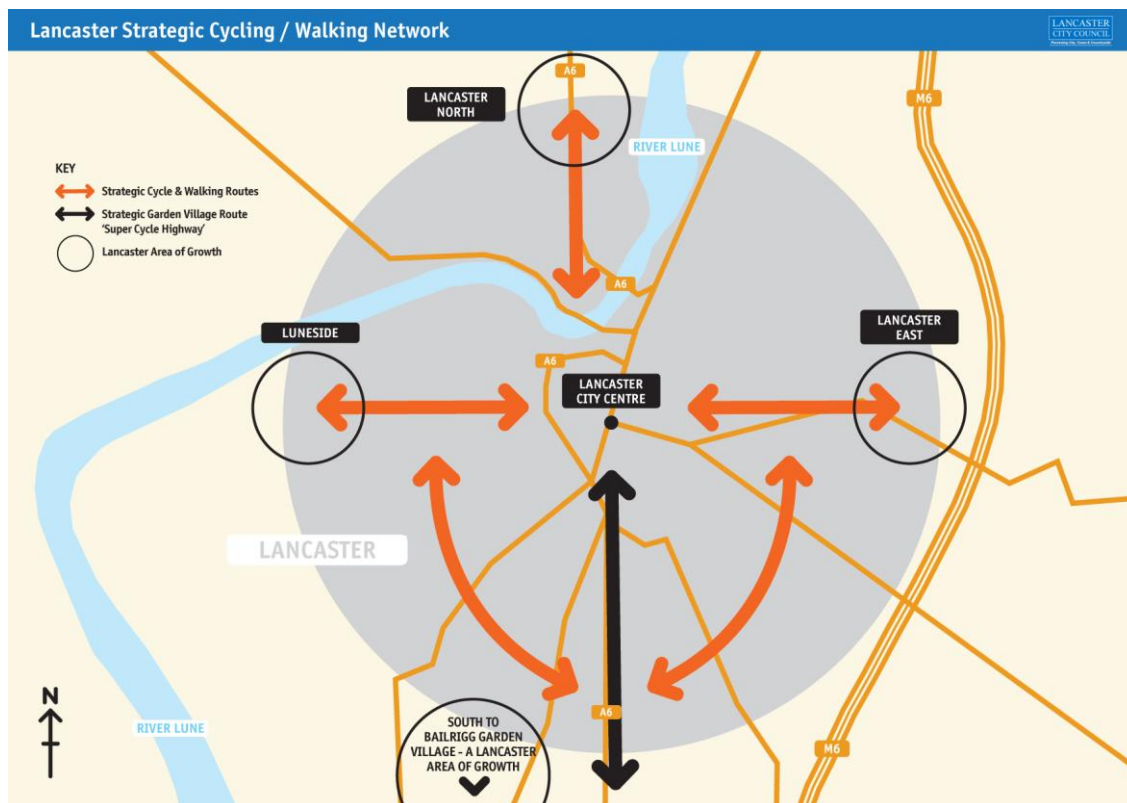 Lancaster Strategic Cycling / Walking Network
LANCASTER
CITY COUNCIL
A6
LANCASTER
NORTH
M6
RIVER LUNE
KEY
Strategic Cycle & Walking Routes
Strategic Garden Village Route
'Super Cycle Highway'
Lancaster Area of Growth
A6
LUNESIDE
LANCASTER
EAST
A6
LANCASTER
CITY CENTRE
LANCASTER
N
RIVER LUNE
SOUTH TO
BAILRIGG GARDEN
VILLAGE - A LANCASTER
AREA OF GROWTH
A6
M6